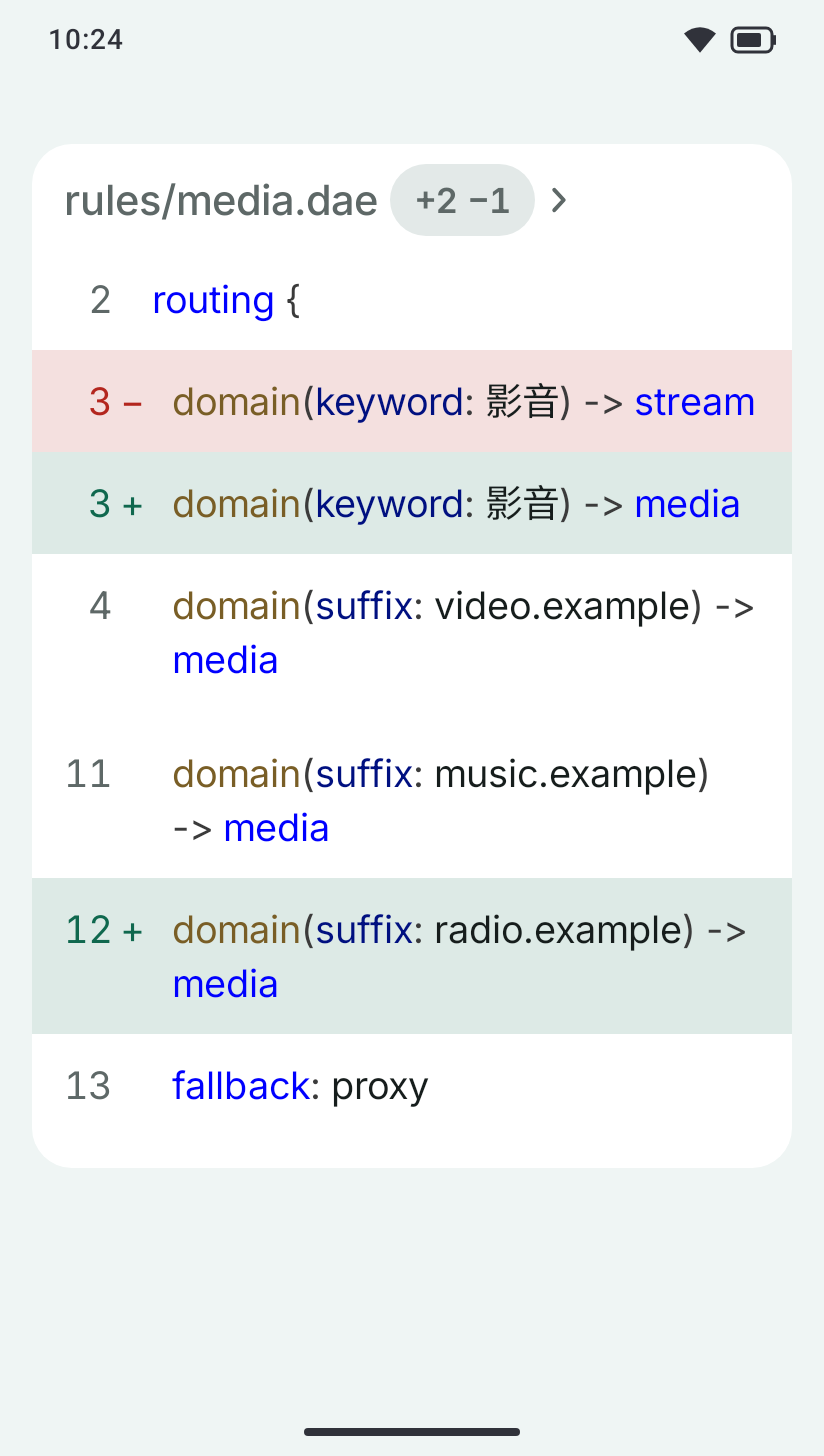 10:24
rules/media.dae +2 −1
2 routing {
3 − domain(keyword: 影音) -> stream
3 + domain(keyword: 影音) -> media
4 domain(suffix: video.example) ->
media
11 domain(suffix: music.example)
-> media
12 + domain(suffix: radio.example) ->
media
13 fallback: proxy